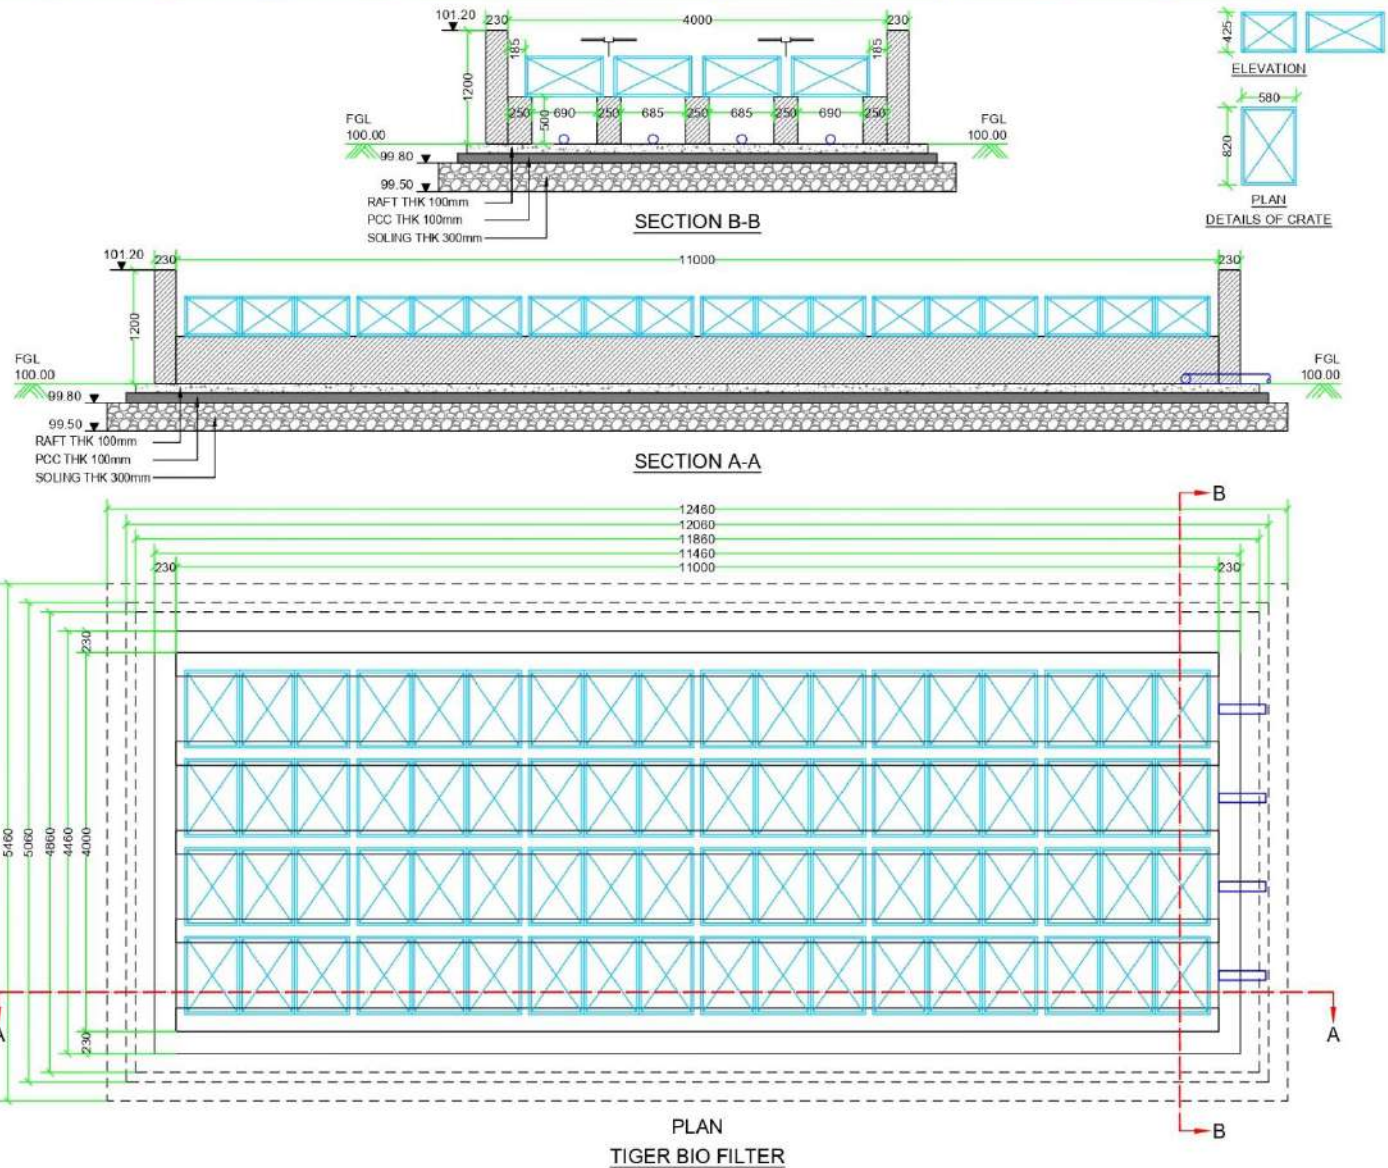 101.20
230
4000
230
185
185
1200
250
690
250
685
250
685
250
690
250
500
FGL
100.00
FGL
100.00
99.80
99.50
RAFT THK 100mm
PCC THK 100mm
SOLING THK 300mm
SECTION B-B
425
ELEVATION
580
820
PLAN
DETAILS OF CRATE
101.20
230
11000
230
1200
FGL
100.00
FGL
100.00
99.80
99.50
RAFT THK 100mm
PCC THK 100mm
SOLING THK 300mm
SECTION A-A
B
12460
12060
11860
11460
230
11000
230
5460
5060
4860
4460
4000
230
230
A
A
B
PLAN
TIGER BIO FILTER